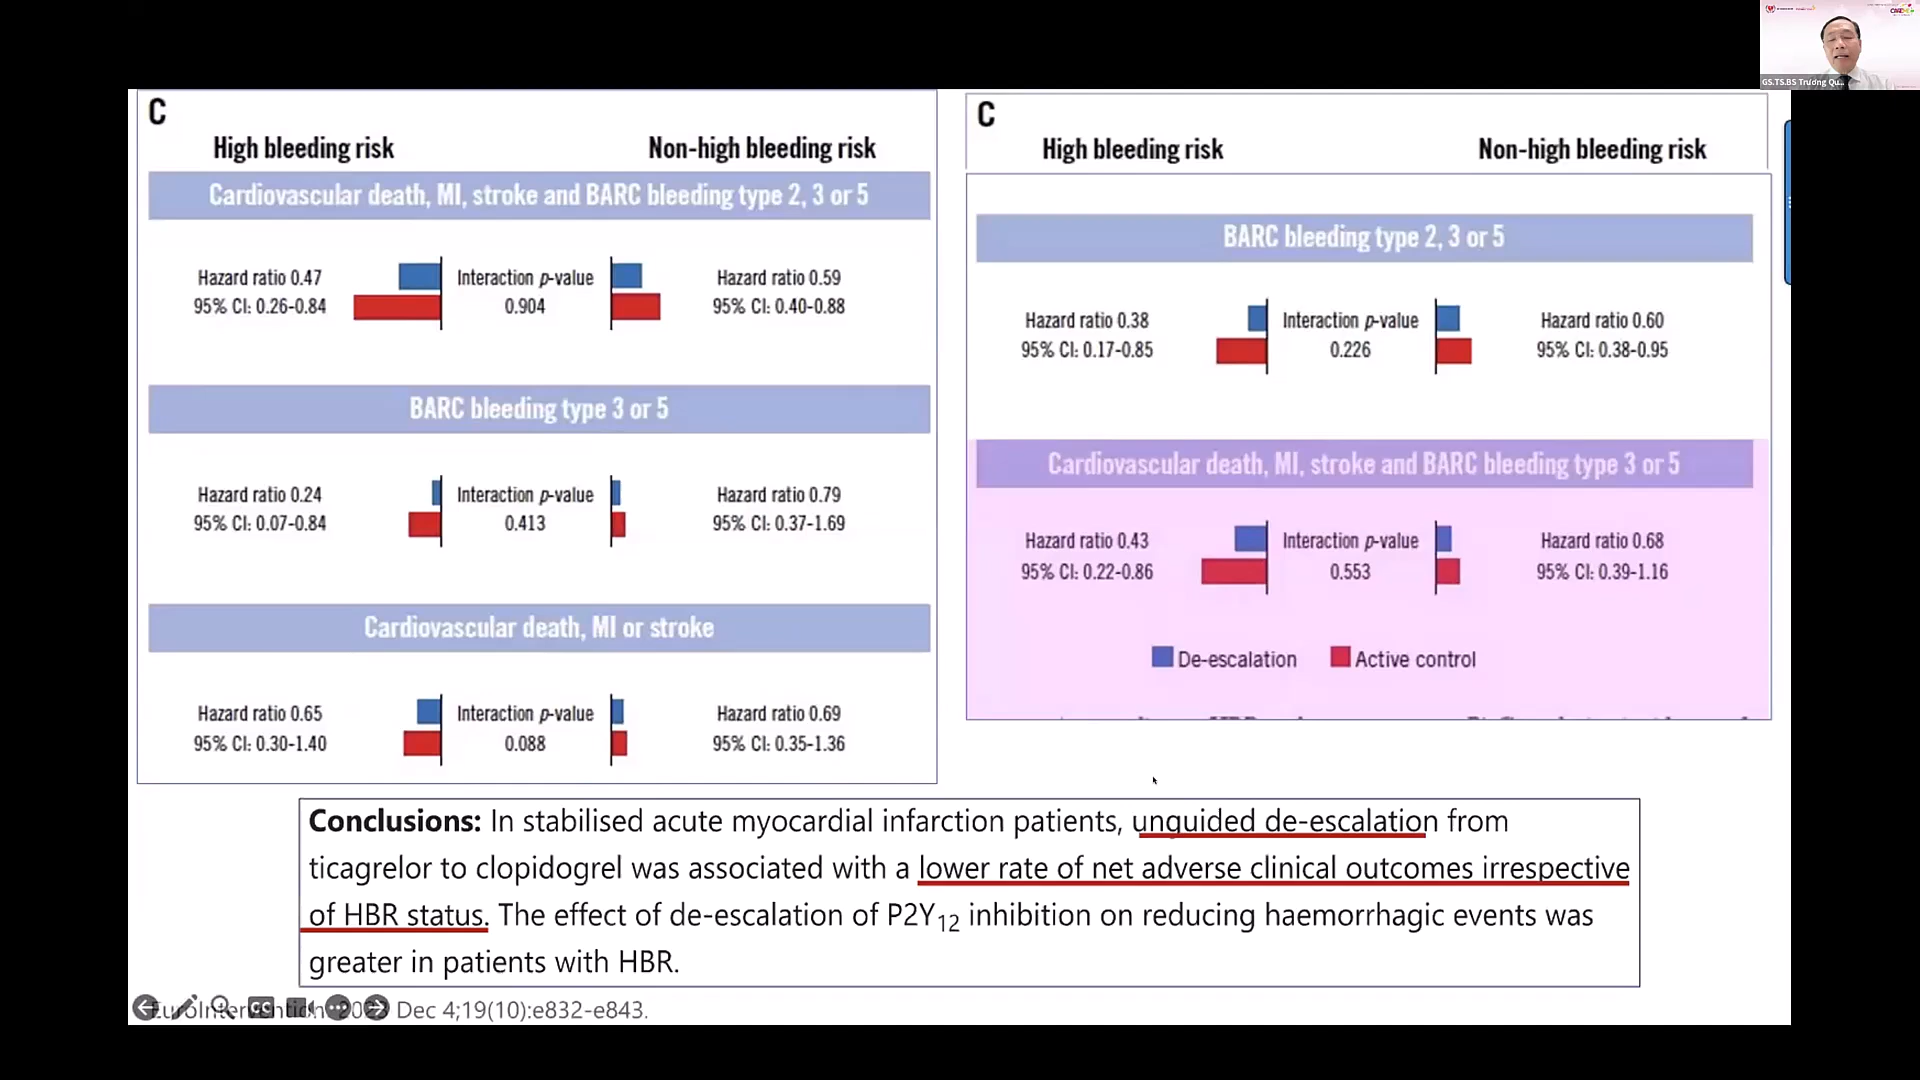 GS.TS.BS Trương Qu...
C
High bleeding risk
Non-high bleeding risk
Cardiovascular death, MI, stroke and BARC bleeding type 2, 3 or 5
Hazard ratio 0.47
95% CI: 0.26-0.84
Interaction p-value
0.904
Hazard ratio 0.59
95% CI: 0.40-0.88
BARC bleeding type 3 or 5
Hazard ratio 0.24
95% CI: 0.07-0.84
Interaction p-value
0.413
Hazard ratio 0.79
95% CI: 0.37-1.69
Cardiovascular death, MI or stroke
Hazard ratio 0.65
95% CI: 0.30-1.40
Interaction p-value
0.088
Hazard ratio 0.69
95% CI: 0.35-1.36
C
High bleeding risk
Non-high bleeding risk
BARC bleeding type 2, 3 or 5
Hazard ratio 0.38
95% CI: 0.17-0.85
Interaction p-value
0.226
Hazard ratio 0.60
95% CI: 0.38-0.95
Cardiovascular death, MI, stroke and BARC bleeding type 3 or 5
Hazard ratio 0.43
95% CI: 0.22-0.86
Interaction p-value
0.553
Hazard ratio 0.68
95% CI: 0.39-1.16
De-escalation
Active control
Conclusions: In stabilised acute myocardial infarction patients, unguided de-escalation from
ticagrelor to clopidogrel was associated with a lower rate of net adverse clinical outcomes irrespective
of HBR status. The effect of de-escalation of P2Y₁₂ inhibition on reducing haemorrhagic events was
greater in patients with HBR.
EuroIntervention. Dec 4;19(10):e832-e843.